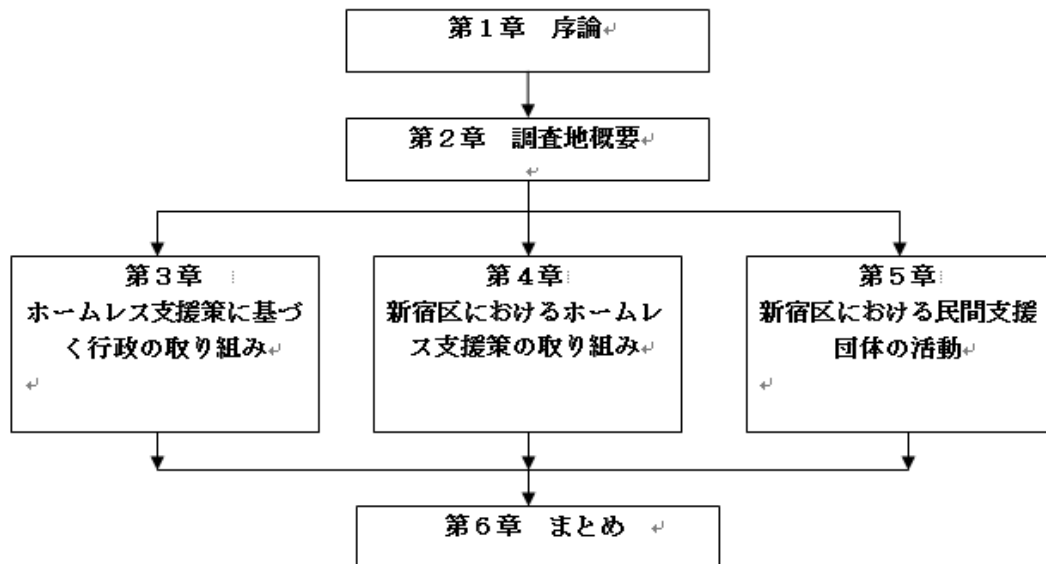 第１章　序論
第２章　調査地概要
第３章
ホームレス支援策に基づ
く行政の取り組み
第４章
新宿区におけるホームレ
ス支援策の取り組み
第５章
新宿区における民間支援
団体の活動
第６章　まとめ